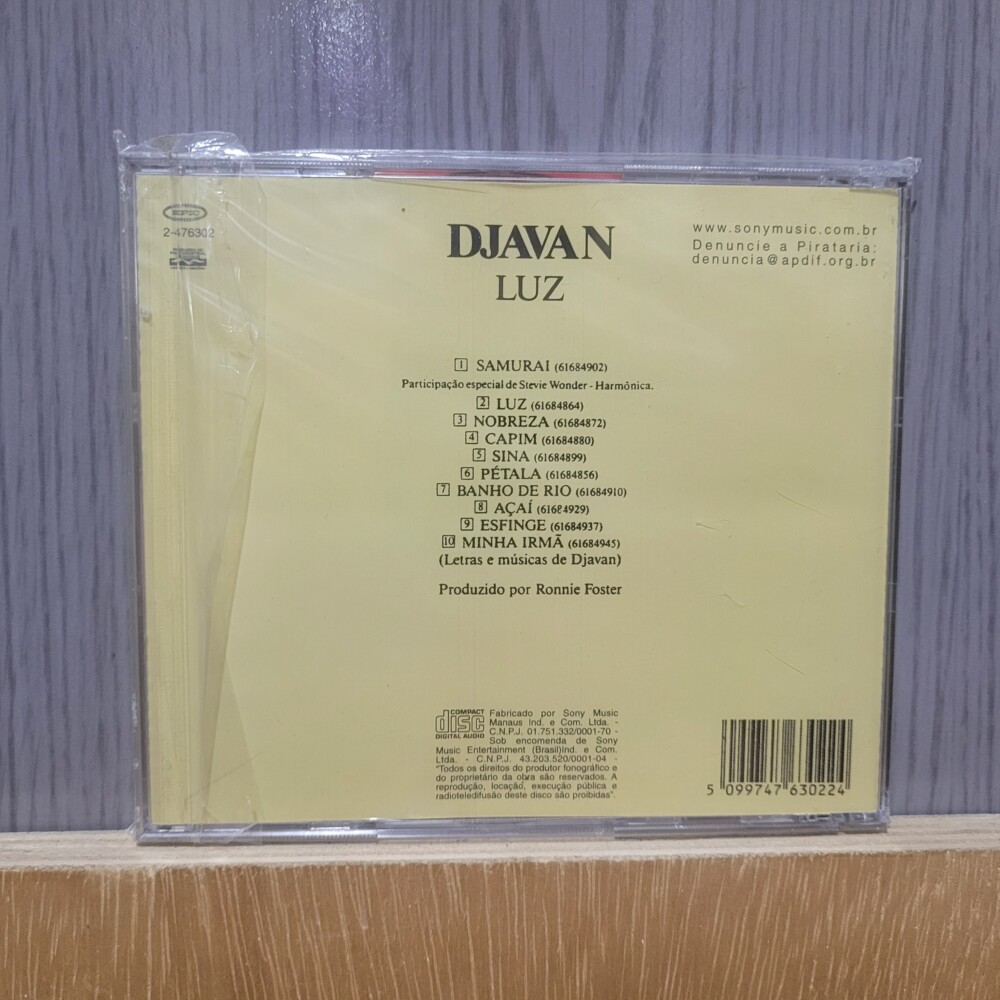 EPIC
2-476302
DJAVAN
LUZ
www.sonymusic.com.br
Denuncie a Pirataria:
denuncia@apdif.org.br
1 SAMURAI (61684902)
Participação especial de Stevie Wonder - Harmônica.
2 LUZ (61684864)
3 NOBREZA (61684872)
4 CAPIM (61684880)
5 SINA (61684899)
6 PÉTALA (61684856)
7 BANHO DE RIO (61684910)
8 AÇAÍ (61684929)
9 ESFINGE (61684937)
10 MINHA IRMÃ (61684945)
(Letras e músicas de Djavan)
Produzido por Ronnie Foster
COMPACT
disc
DIGITAL AUDIO
Fabricado por Sony Music
Manaus Ind. e Com. Ltda. -
C.N.P.J. 01.751.332/0001-70 -
Sob encomenda de Sony
Music Entertainment (Brasil)Ind. e Com.
Ltda. - C.N.P.J. 43.203.520/0001-04 -
"Todos os direitos do produtor fonográfico e
do proprietário da obra são reservados. A
reprodução, locação, execução pública e
radioteledifusão deste disco são proibidas".
5 099747 630224